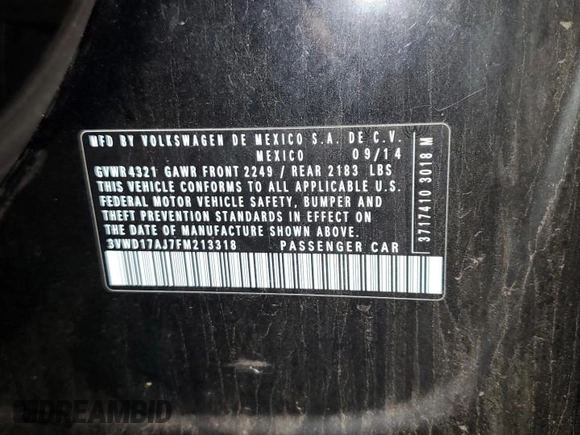 MFD BY VOLKSWAGEN DE MEXICO S.A. DE C.V.
MEXICO 09/14
GVWR4321 GAWR FRONT 2249 / REAR 2183 LBS
THIS VEHICLE CONFORMS TO ALL APPLICABLE U.S.
FEDERAL MOTOR VEHICLE SAFETY, BUMPER AND
THEFT PREVENTION STANDARDS IN EFFECT ON
THE DATE OF MANUFACTURE SHOWN ABOVE.
3VWD17AJ7FM213318 PASSENGER CAR
3717410 3018 M
DREAMBID